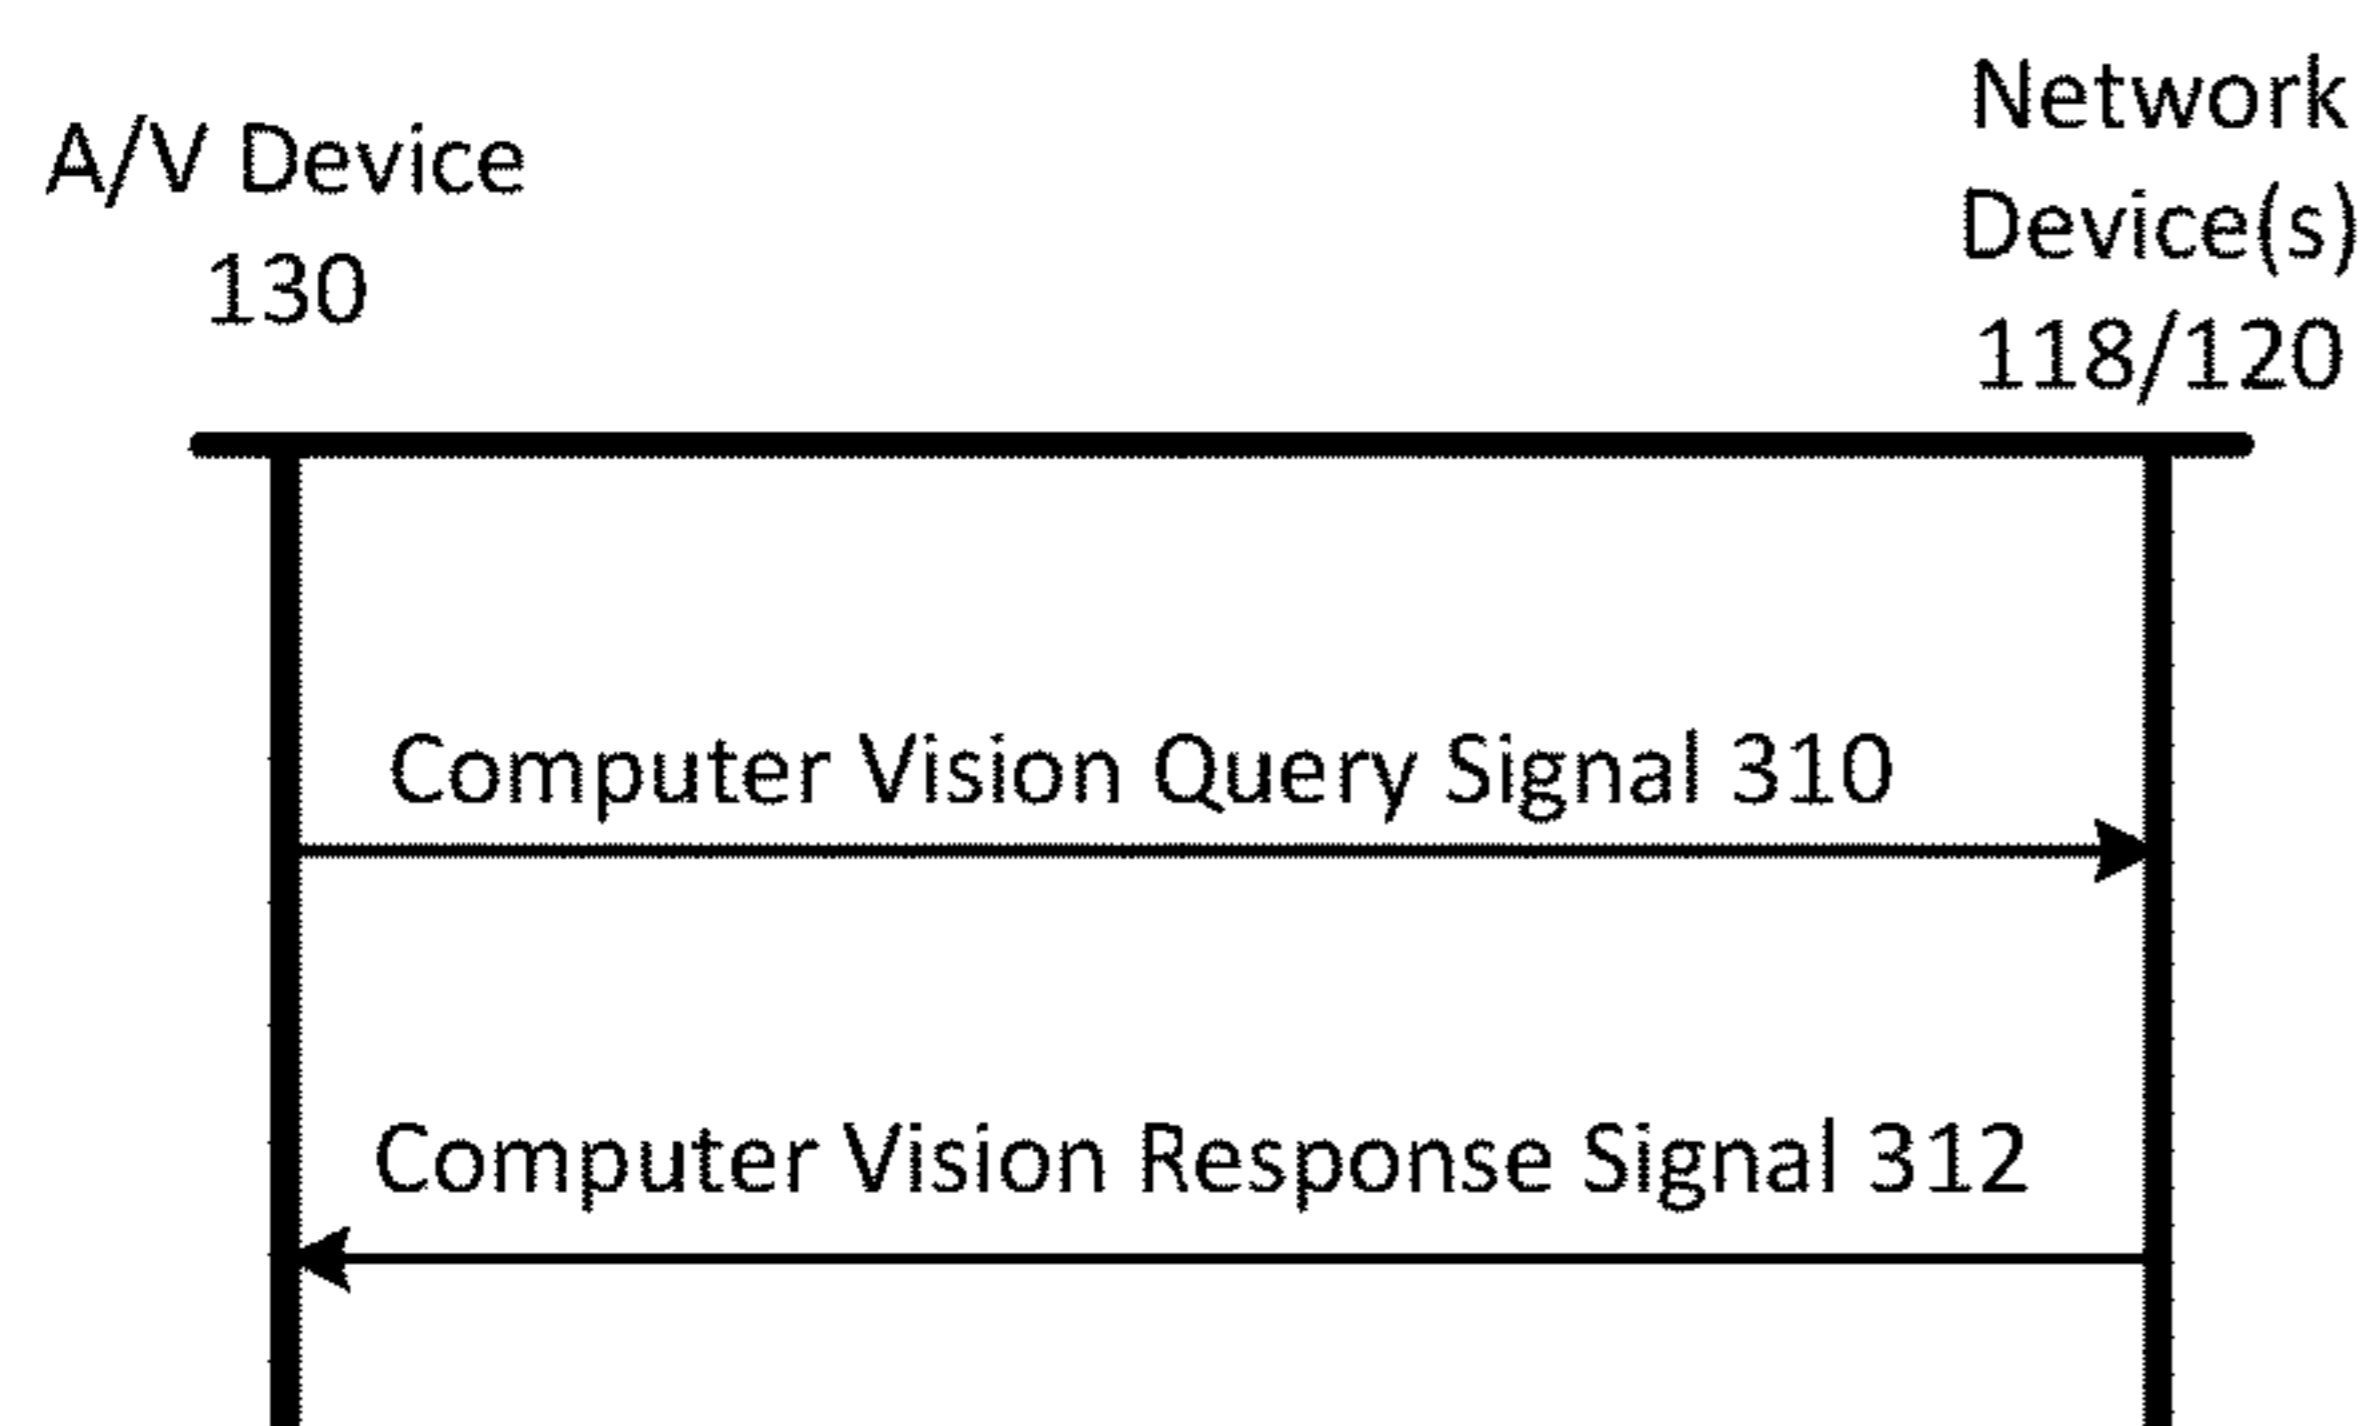 A/V Device
130
Network
Device(s)
118/120
Computer Vision Query Signal 310
Computer Vision Response Signal 312